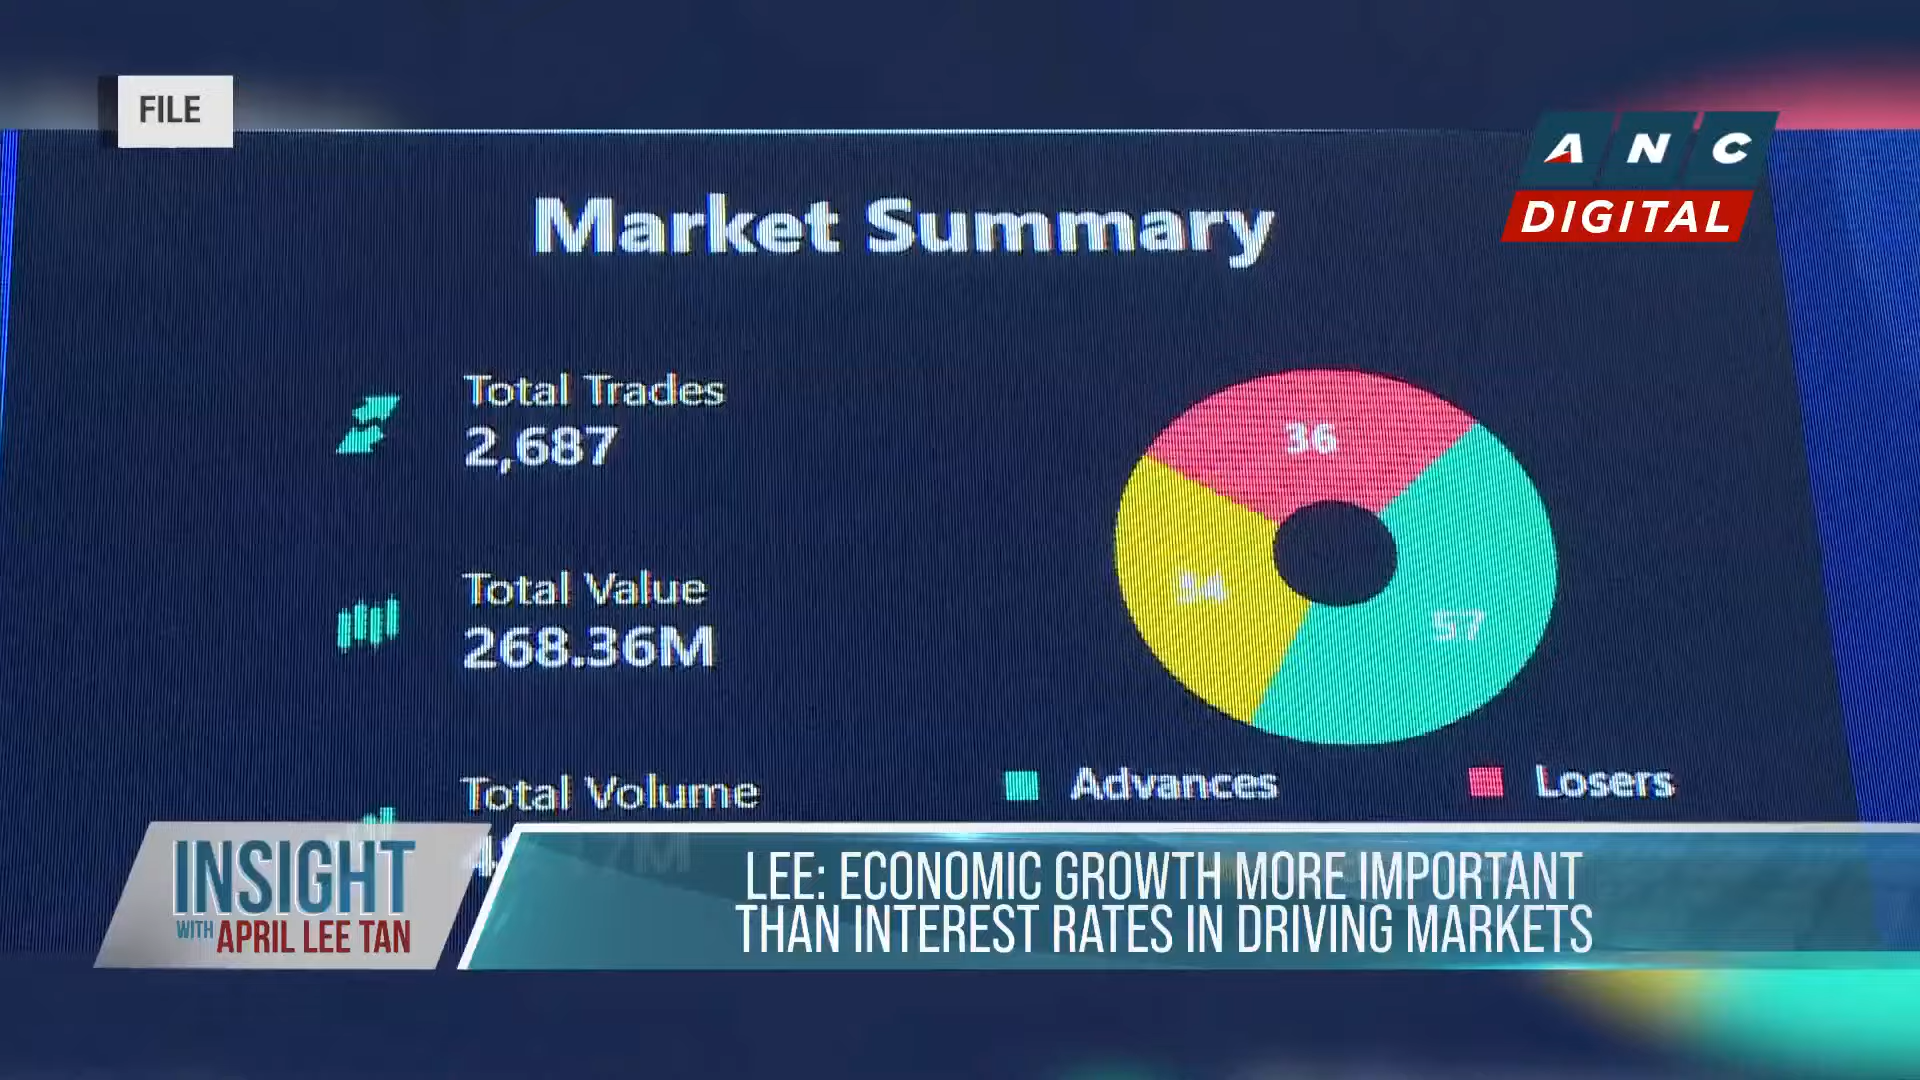 FILE
ANC
DIGITAL
Market Summary
Total Trades
2,687
Total Value
268.36M
Total Volume
36
34
57
Advances
Losers
INSIGHT
WITH APRIL LEE TAN
LEE: ECONOMIC GROWTH MORE IMPORTANT
THAN INTEREST RATES IN DRIVING MARKETS